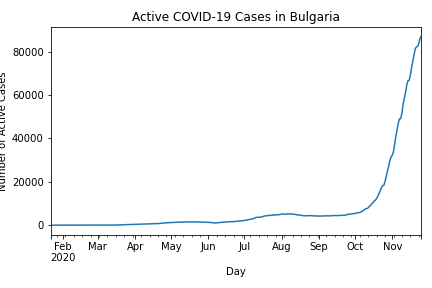 Active COVID-19 Cases in Bulgaria
Number of Active Cases
80000
60000
40000
20000
0
Feb Mar Apr May Jun Jul Aug Sep Oct Nov
2020
Day